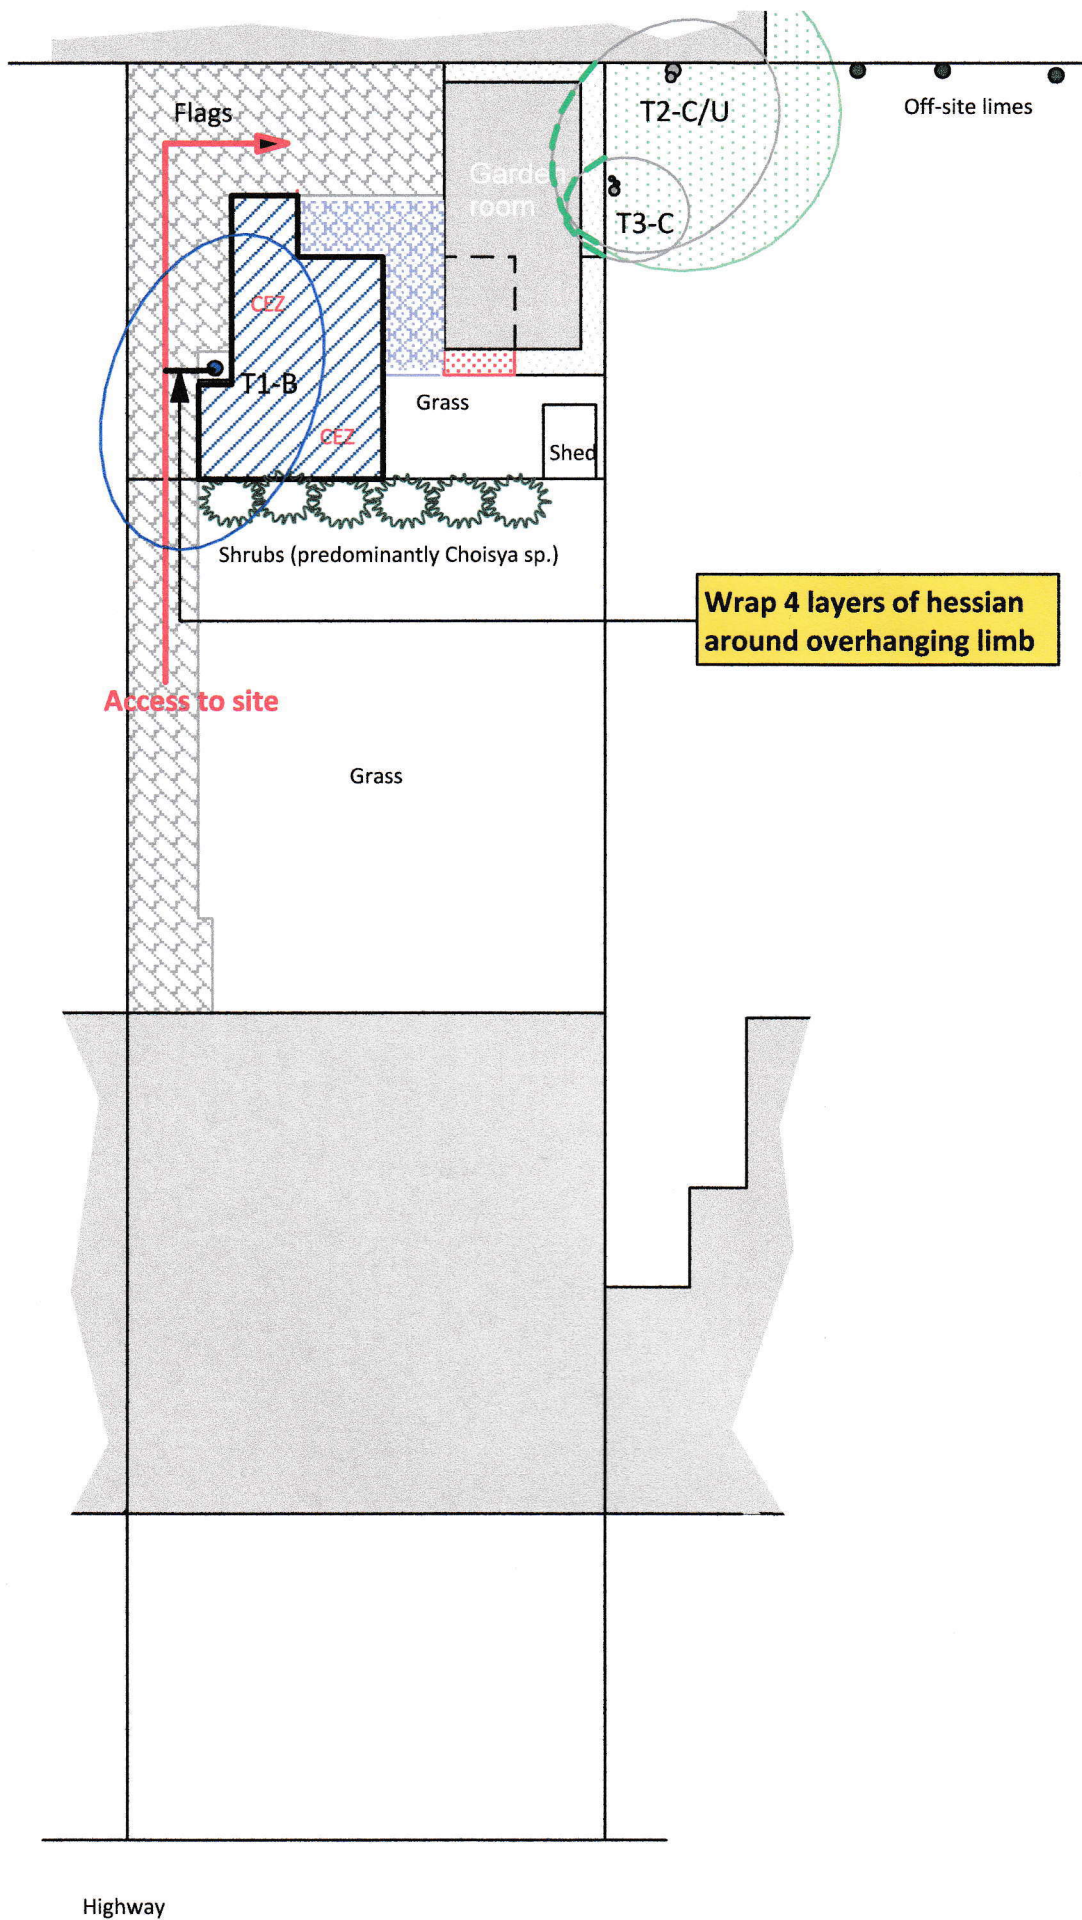 Flags
T2-C/U
Off-site limes
Garden
room
T3-C
CEZ
T1-B
Grass
CEZ
Shed
Shrubs (predominantly Choisya sp.)
Wrap 4 layers of hessian
around overhanging limb
Access to site
Grass
Highway